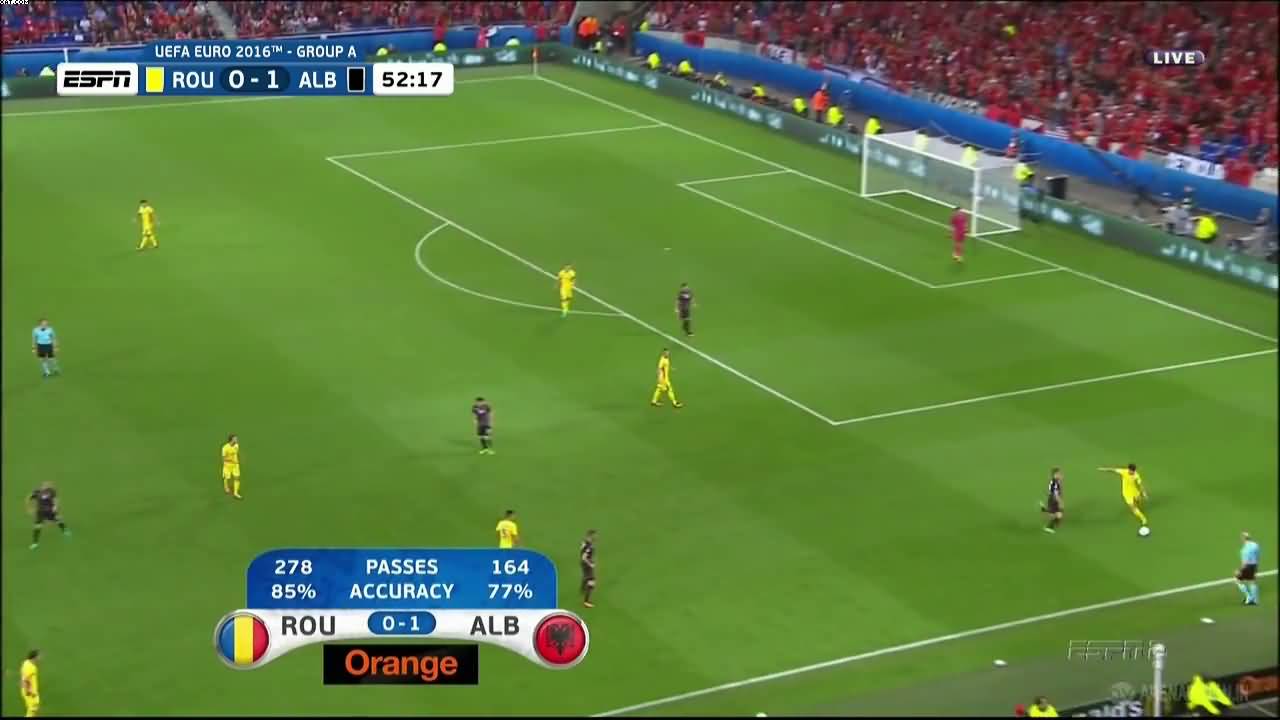 UEFA EURO 2016™ - GROUP A
ESPN ROU 0 - 1 ALB 52:17
LIVE
278 PASSES 164
85% ACCURACY 77%
ROU 0 - 1 ALB
Orange
ESPN